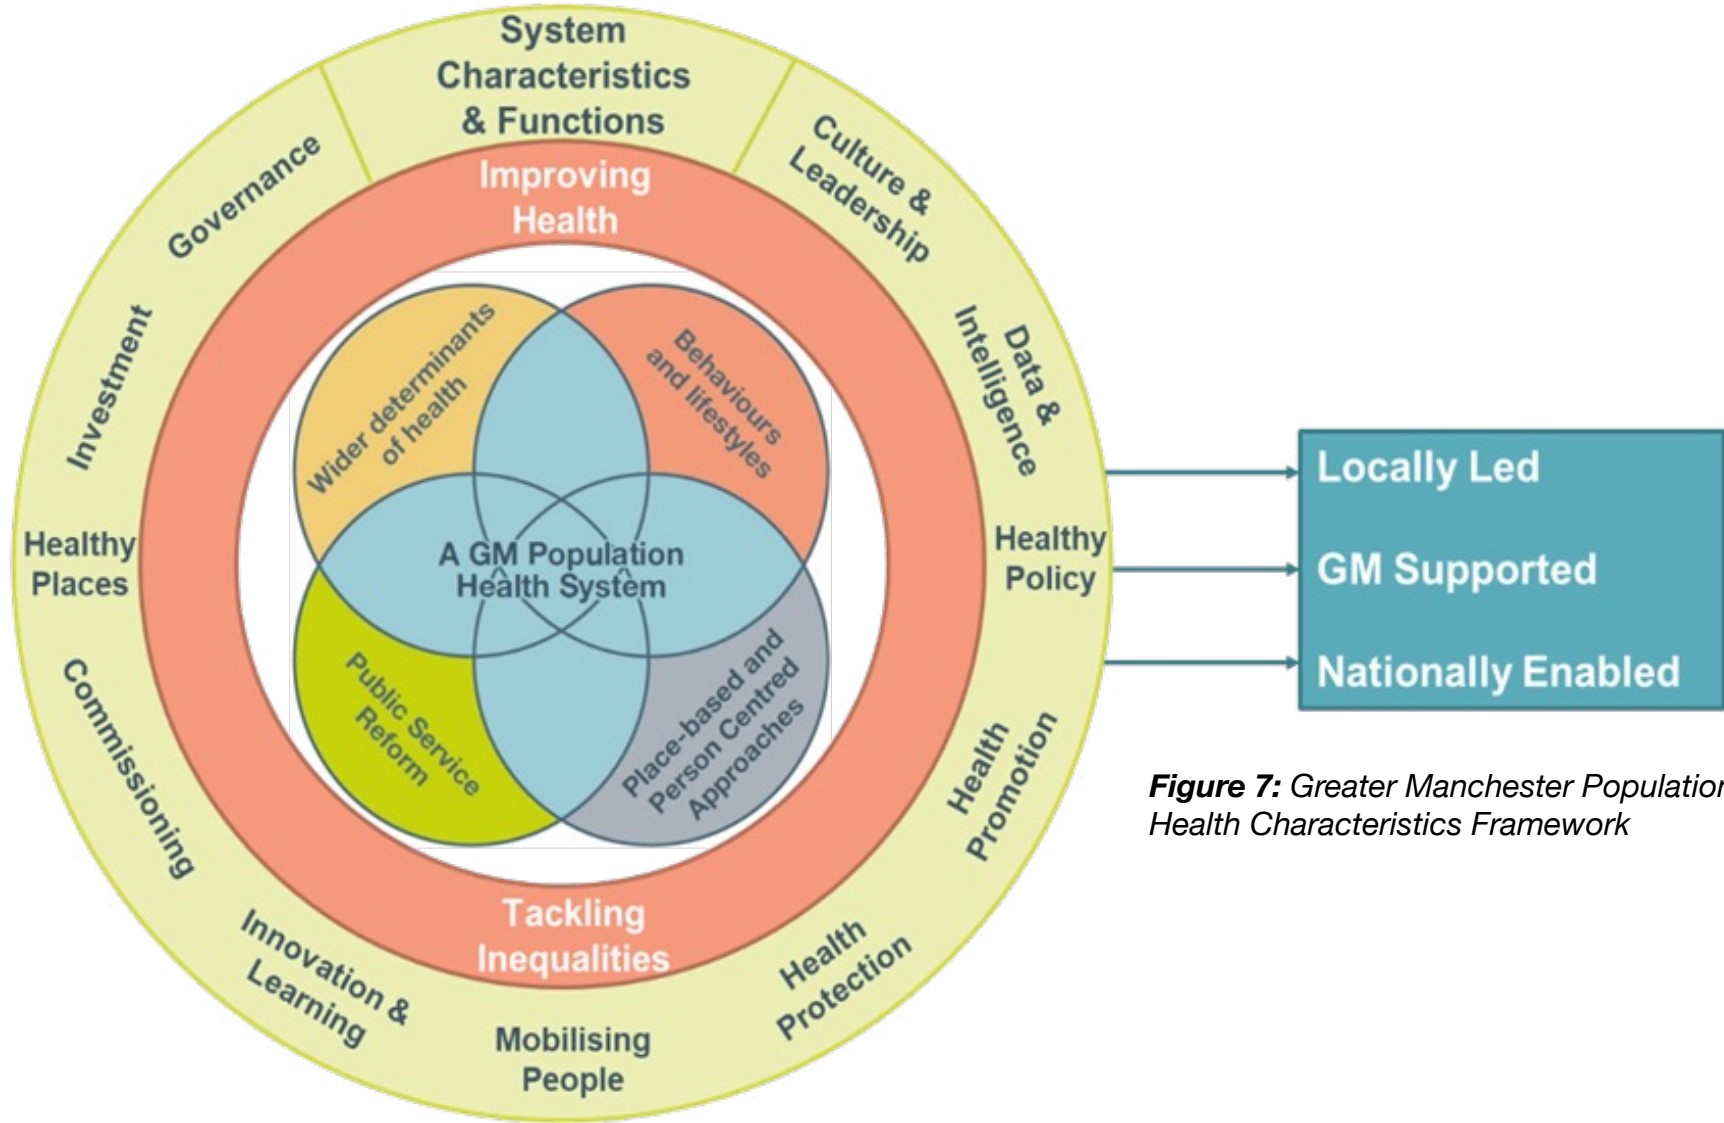 System
Characteristics
& Functions
Culture &
Leadership
Data &
Intelligence
Healthy
Policy
Health
Promotion
Health
Protection
Mobilising
People
Innovation &
Learning
Commissioning
Healthy
Places
Investment
Governance
Improving
Health
Tackling
Inequalities
Wider determinants
of health
Behaviours
and lifestyles
A GM Population
Health System
Public Service
Reform
Place-based and
Person Centred
Approaches
Locally Led
GM Supported
Nationally Enabled
Figure 7: Greater Manchester Population
Health Characteristics Framework